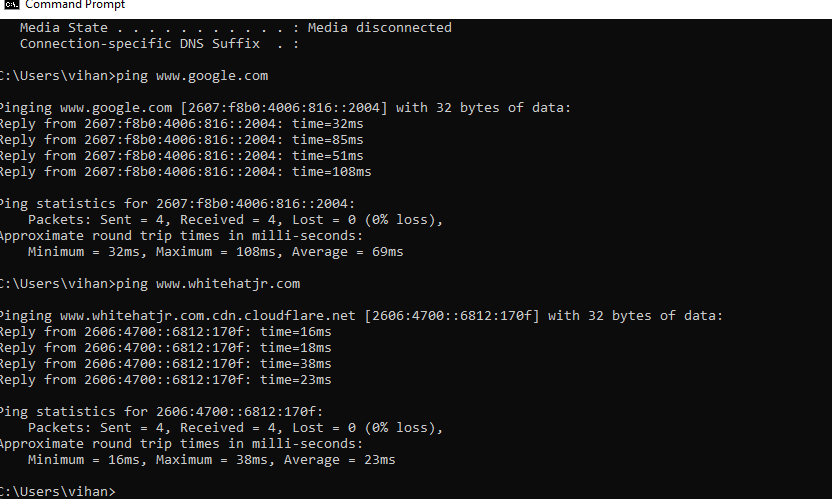 Command Prompt
Media State . . . . . . . . . . . : Media disconnected
Connection-specific DNS Suffix  . :
C:\Users\vihan>ping www.google.com
Pinging www.google.com [2607:f8b0:4006:816::2004] with 32 bytes of data:
Reply from 2607:f8b0:4006:816::2004: time=32ms
Reply from 2607:f8b0:4006:816::2004: time=85ms
Reply from 2607:f8b0:4006:816::2004: time=51ms
Reply from 2607:f8b0:4006:816::2004: time=108ms
Ping statistics for 2607:f8b0:4006:816::2004:
Packets: Sent = 4, Received = 4, Lost = 0 (0% loss),
Approximate round trip times in milli-seconds:
Minimum = 32ms, Maximum = 108ms, Average = 69ms
C:\Users\vihan>ping www.whitehatjr.com
Pinging www.whitehatjr.com.cdn.cloudflare.net [2606:4700::6812:170f] with 32 bytes of data:
Reply from 2606:4700::6812:170f: time=16ms
Reply from 2606:4700::6812:170f: time=18ms
Reply from 2606:4700::6812:170f: time=38ms
Reply from 2606:4700::6812:170f: time=23ms
Ping statistics for 2606:4700::6812:170f:
Packets: Sent = 4, Received = 4, Lost = 0 (0% loss),
Approximate round trip times in milli-seconds:
Minimum = 16ms, Maximum = 38ms, Average = 23ms
C:\Users\vihan>